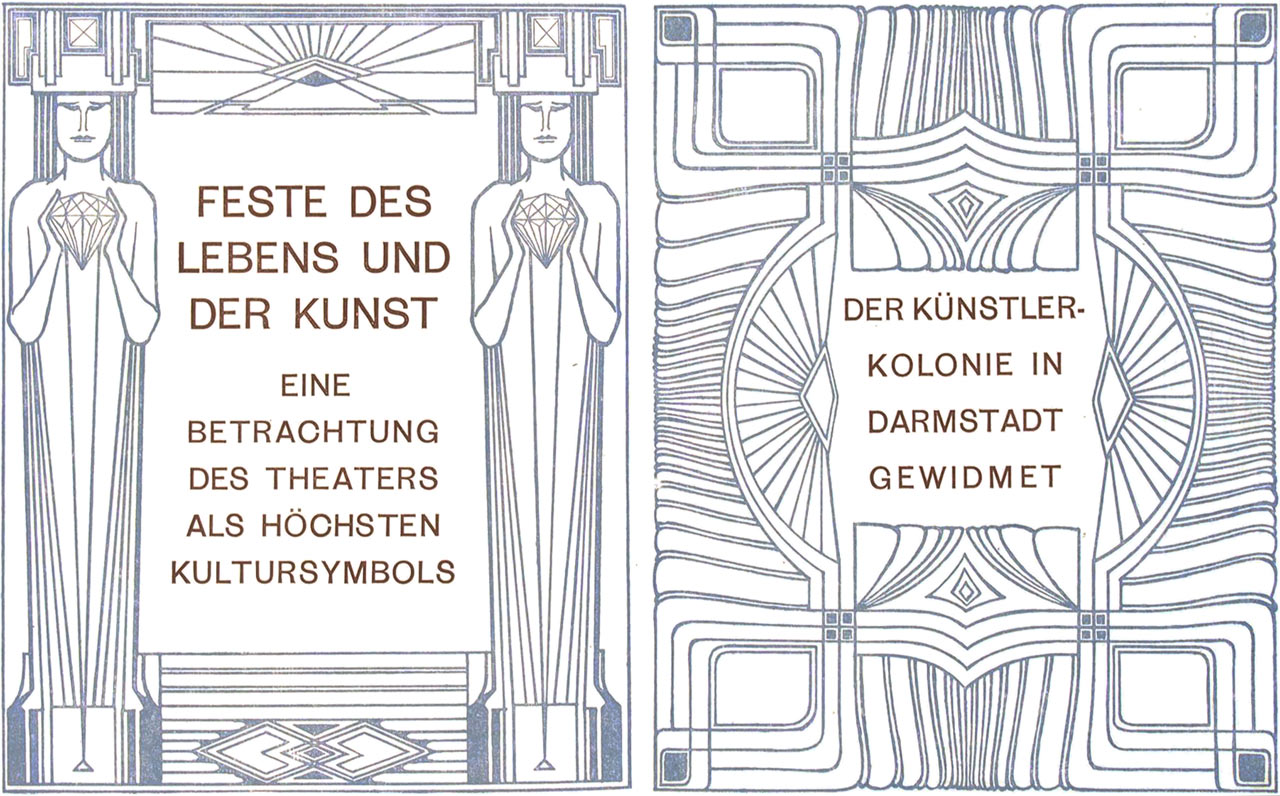 FESTE DES
LEBENS UND
DER KUNST
EINE
BETRACHTUNG
DES THEATERS
ALS HÖCHSTEN
KULTURSYMBOLS
DER KÜNSTLER-
KOLONIE IN
DARMSTADT
GEWIDMET